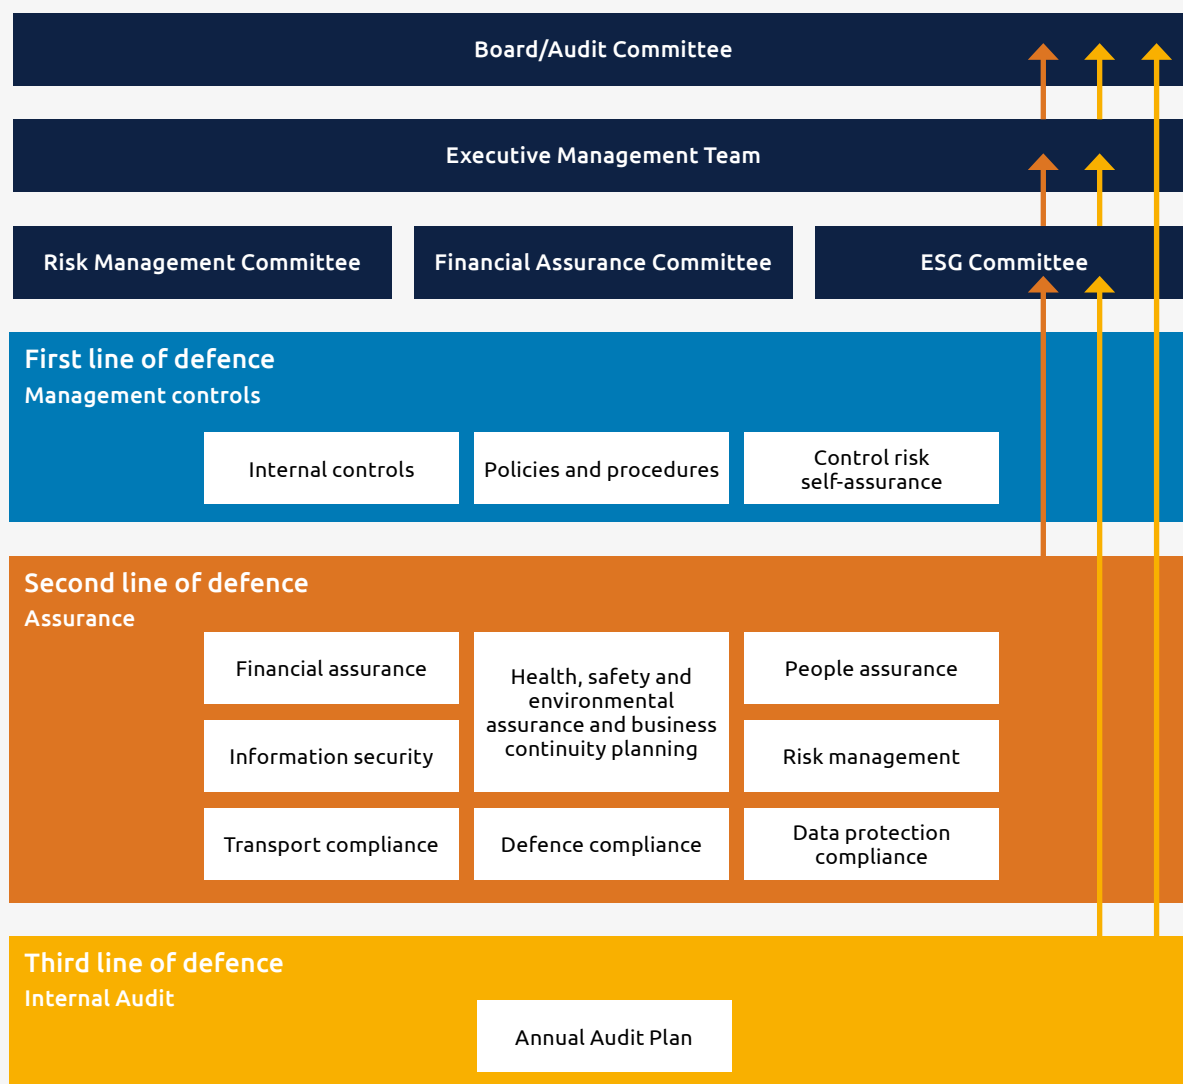 Board/Audit Committee
Executive Management Team
Risk Management Committee
Financial Assurance Committee
ESG Committee
First line of defence
Management controls
Internal controls
Policies and procedures
Control risk
self-assurance
Second line of defence
Assurance
Financial assurance
Health, safety and
environmental
assurance and business
continuity planning
People assurance
Information security
Risk management
Transport compliance
Defence compliance
Data protection
compliance
Third line of defence
Internal Audit
Annual Audit Plan